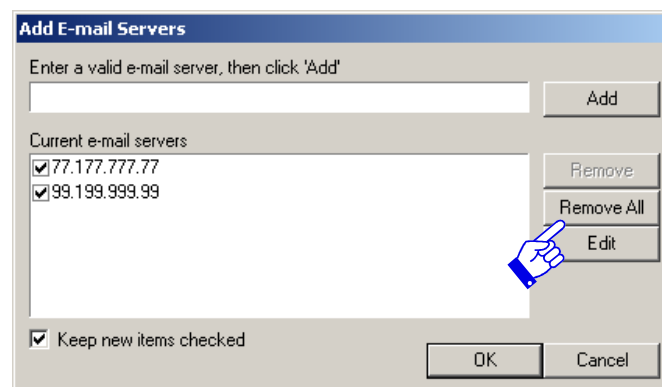 Add E-mail Servers
Enter a valid e-mail server, then click 'Add'
Add
Current e-mail servers
77.177.777.77
99.199.999.99
Remove
Remove All
Edit
Keep new items checked
OK
Cancel